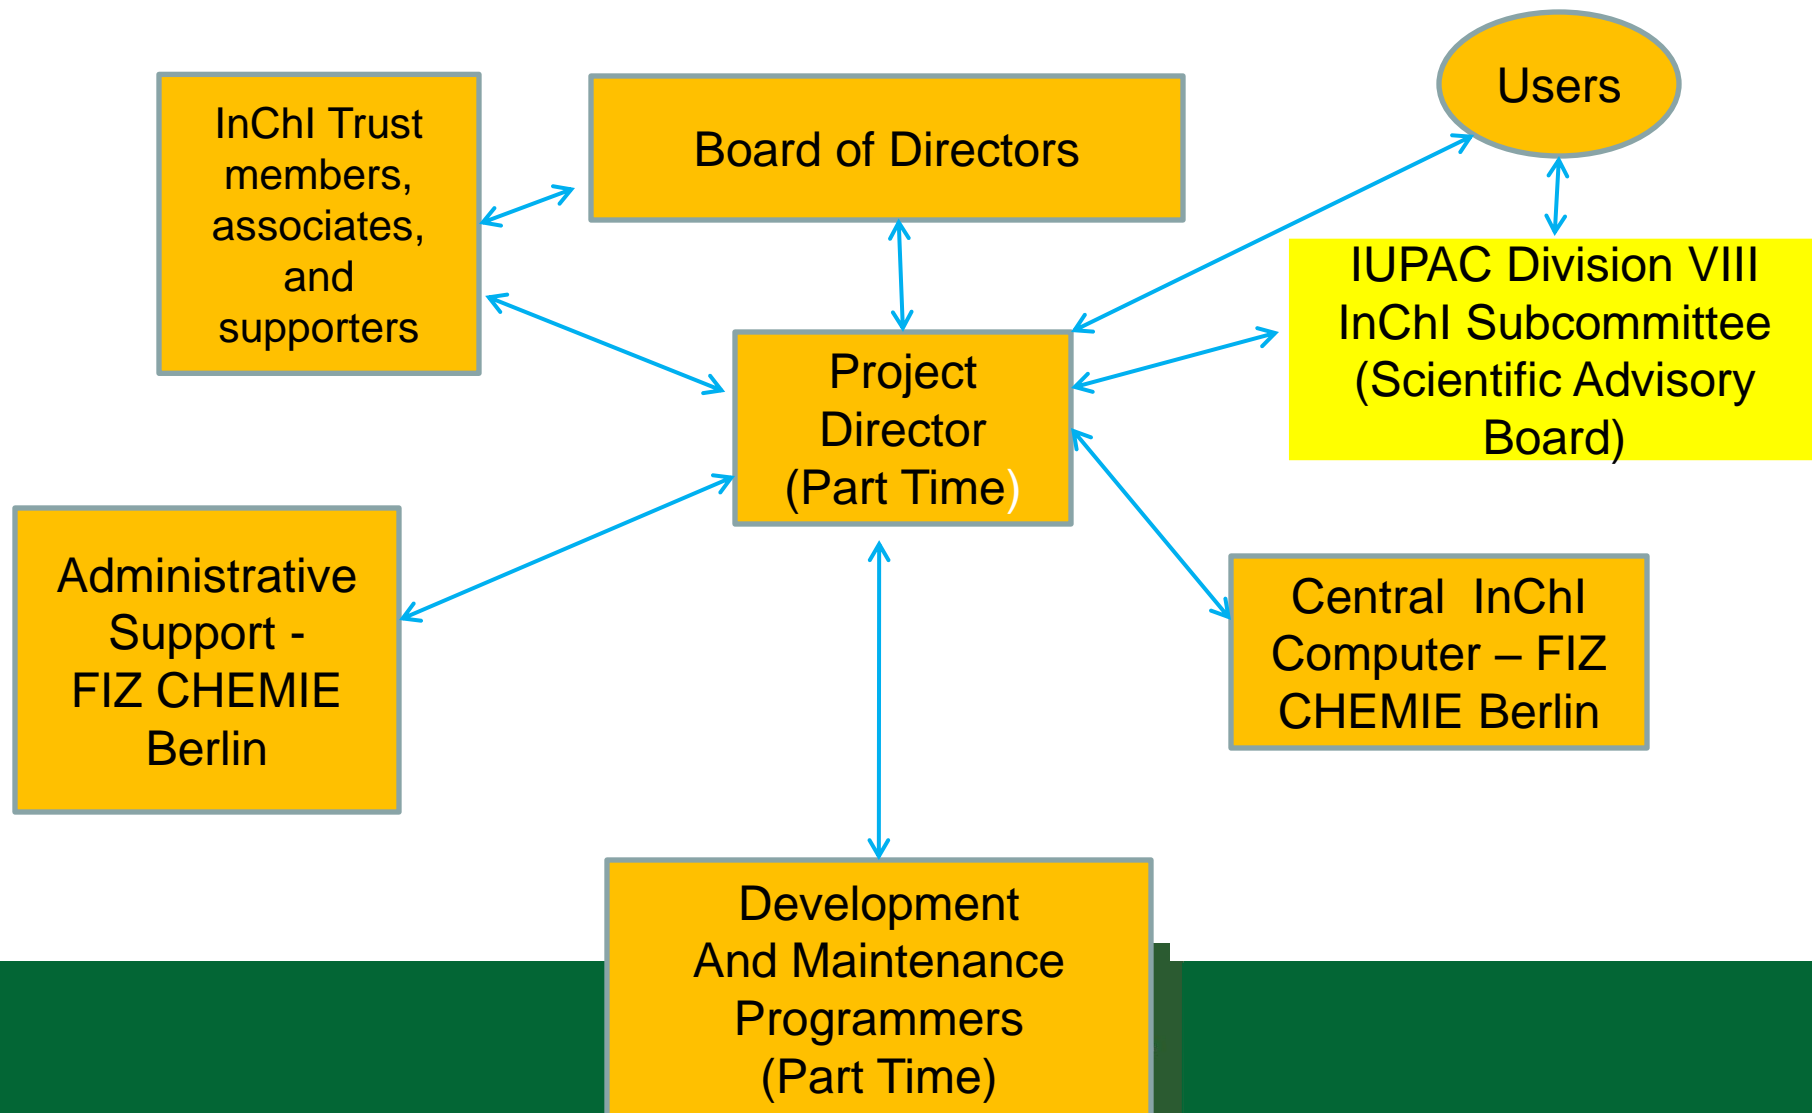 InChI Trust
members,
associates,
and
supporters
Board of Directors
Users
IUPAC Division VIII
InChI Subcommittee
(Scientific Advisory
Board)
Project
Director
(Part Time)
Administrative
Support -
FIZ CHEMIE
Berlin
Central  InChI
Computer – FIZ
CHEMIE Berlin
Development
And Maintenance
Programmers
(Part Time)